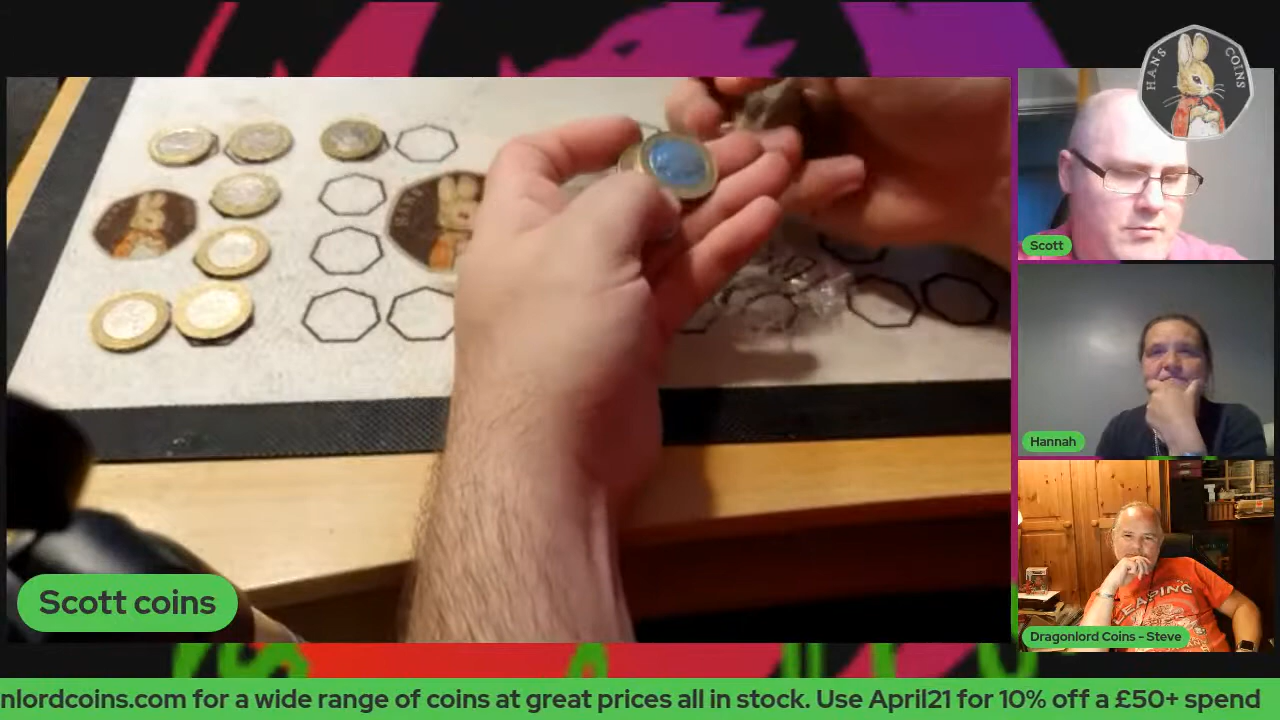 HANS COINS
Scott
Hannah
Dragonlord Coins - Steve
Scott coins
nlordcoins.com for a wide range of coins at great prices all in stock. Use April21 for 10% off a £50+ spend